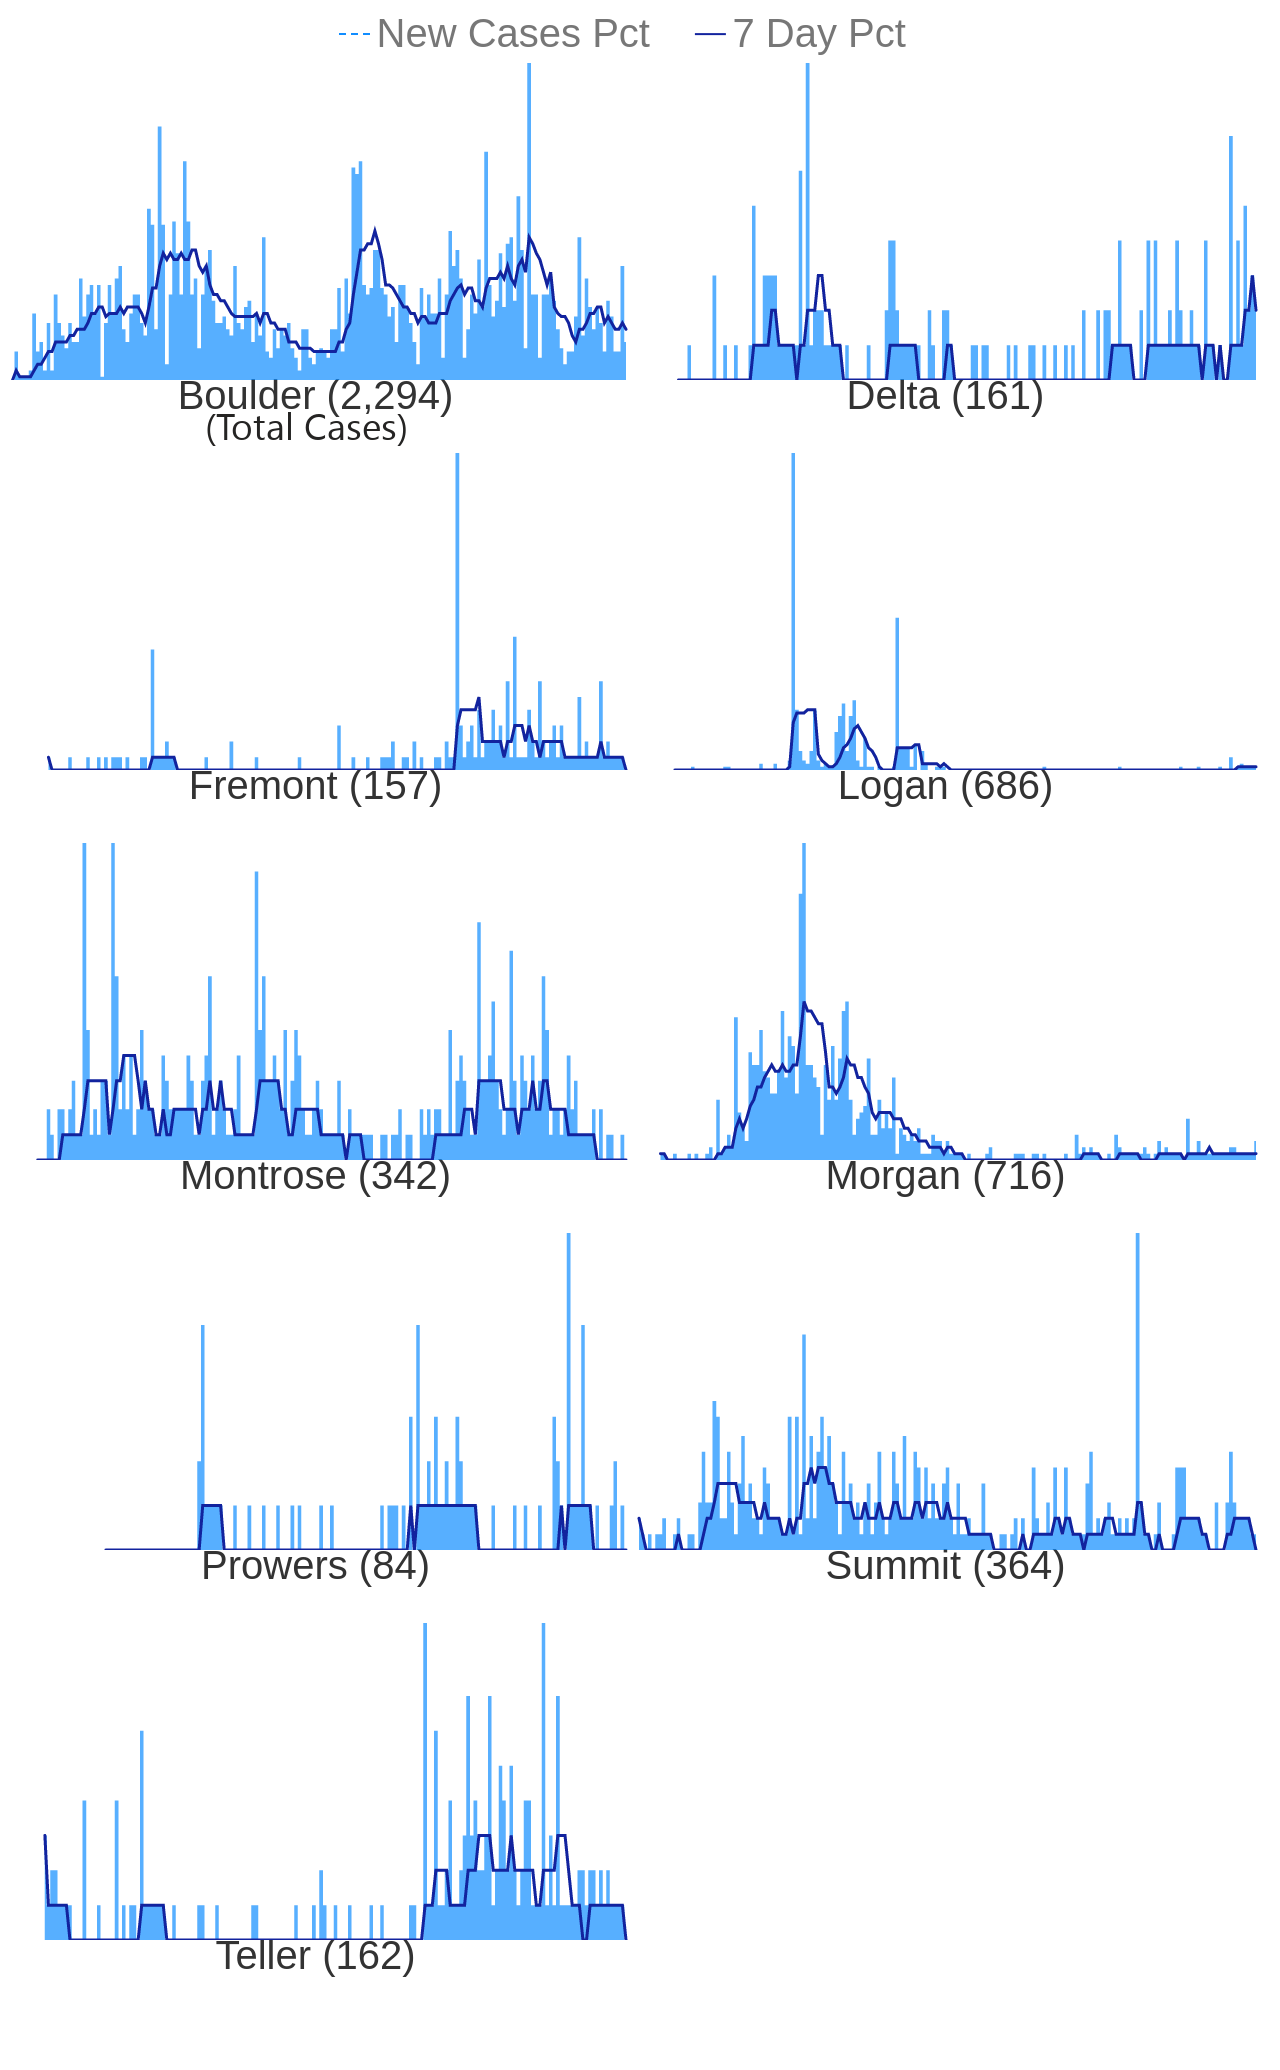 New Cases Pct 7 Day Pct
Boulder (2,294) Delta (161)
(Total Cases)
Fremont (157) Logan (686)
Montrose (342) Morgan (716)
Prowers (84) Summit (364)
Teller (162)